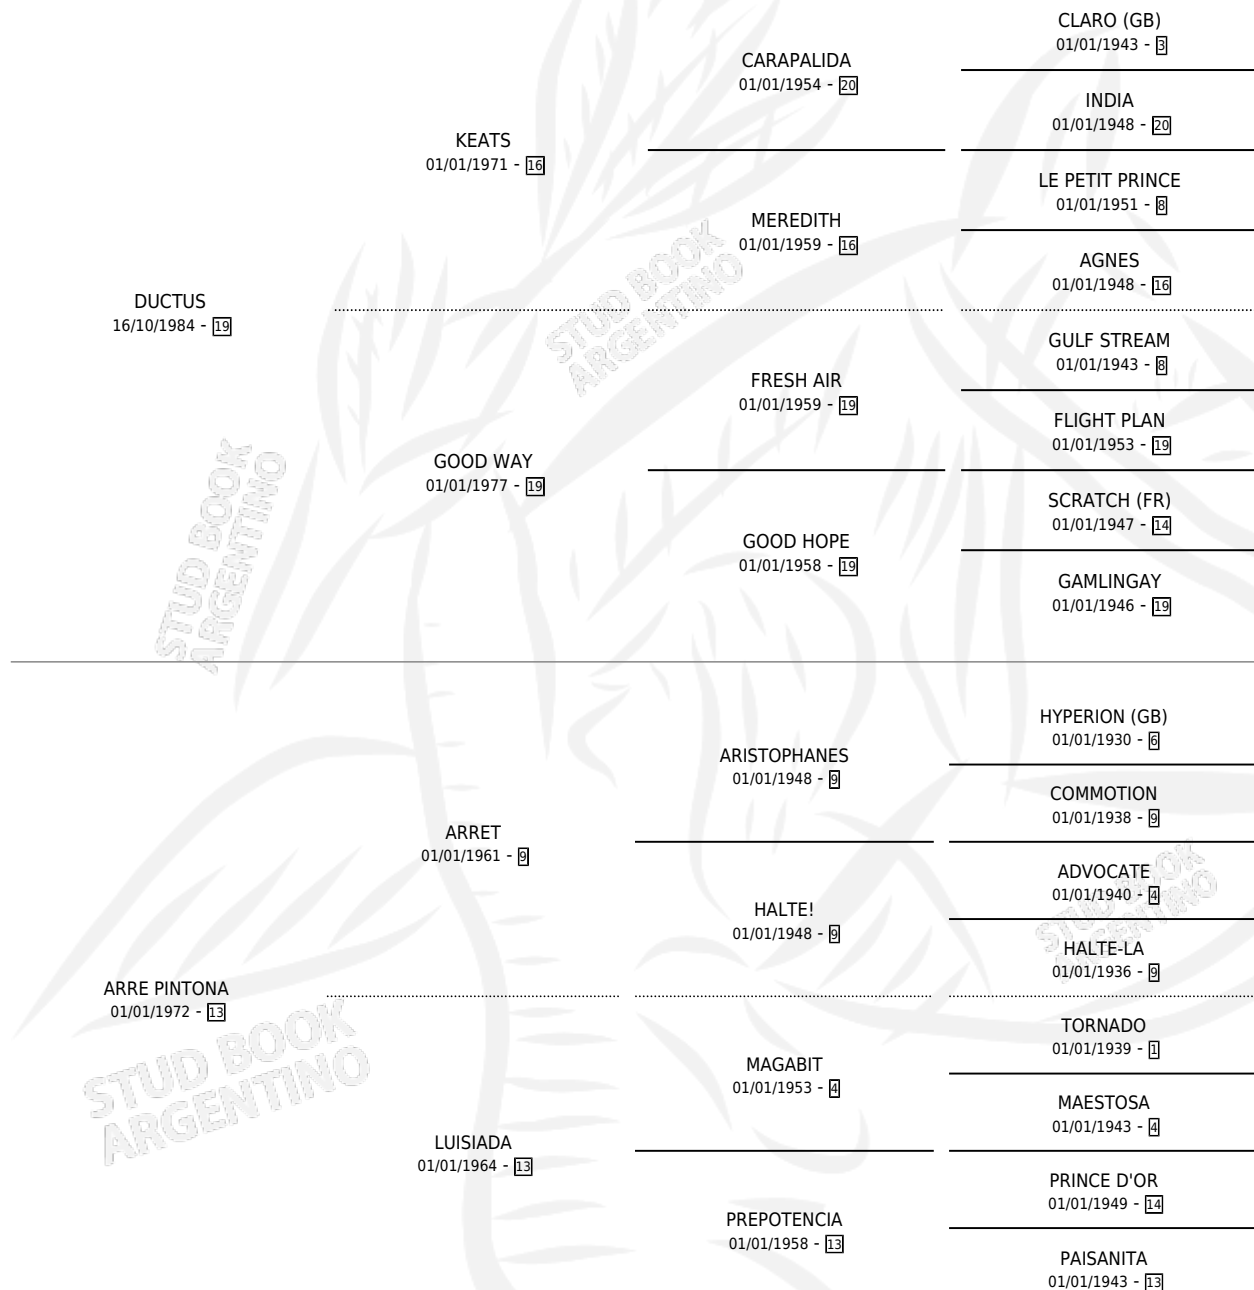 CLARO (GB)
01/01/1943 - 3
CARAPALIDA
01/01/1954 - 20
INDIA
01/01/1948 - 20
KEATS
01/01/1971 - 16
LE PETIT PRINCE
01/01/1951 - 8
MEREDITH
01/01/1959 - 16
AGNES
01/01/1948 - 16
DUCTUS
16/10/1984 - 19
GULF STREAM
01/01/1943 - 8
FRESH AIR
01/01/1959 - 19
FLIGHT PLAN
01/01/1953 - 19
GOOD WAY
01/01/1977 - 19
SCRATCH (FR)
01/01/1947 - 14
GOOD HOPE
01/01/1958 - 19
GAMLINGAY
01/01/1946 - 19
HYPERION (GB)
01/01/1930 - 6
ARISTOPHANES
01/01/1948 - 9
COMMOTION
01/01/1938 - 9
ARRET
01/01/1961 - 9
ADVOCATE
01/01/1940 - 4
HALTE!
01/01/1948 - 9
HALTE-LA
01/01/1936 - 9
ARRE PINTONA
01/01/1972 - 13
TORNADO
01/01/1939 - 1
MAGABIT
01/01/1953 - 4
MAESTOSA
01/01/1943 - 4
LUISIADA
01/01/1964 - 13
PRINCE D'OR
01/01/1949 - 14
PREPOTENCIA
01/01/1958 - 13
PAISANITA
01/01/1943 - 13
STUD BOOK
ARGENTINO
STUD BOOK
ARGENTINO
STUD BOOK
ARGENTINO
STUD BOOK
ARGENTINO